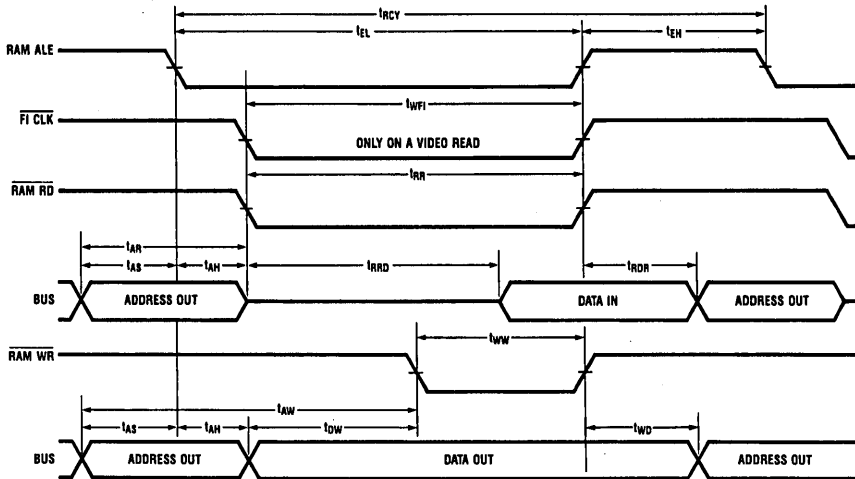 tRCY
tEL tEH
RAM ALE
tWFI
FI CLK ONLY ON A VIDEO READ
tRR
RAM RD
tAR
tAS tAH tRRD tRDR
BUS ADDRESS OUT DATA IN ADDRESS OUT
tWW
RAM WR
tAW
tAS tAH tDW tWD
BUS ADDRESS OUT DATA OUT ADDRESS OUT